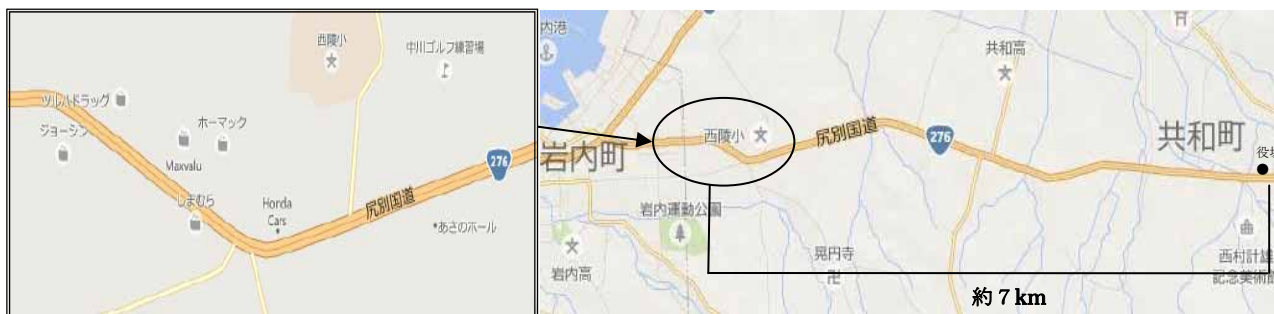 西陵小
中川ゴルフ練習場
ツルハドラッグ
ジョーシン
ホーマック
Maxvalu
しまむら
Horda
Cars
尻別国道
276
あさのホール
内港
岩内町
西陵小
尻別国道
276
共和高
共和町
役場
岩内運動公園
岩内高
晃円寺
西村計雄
記念美術館
約7km